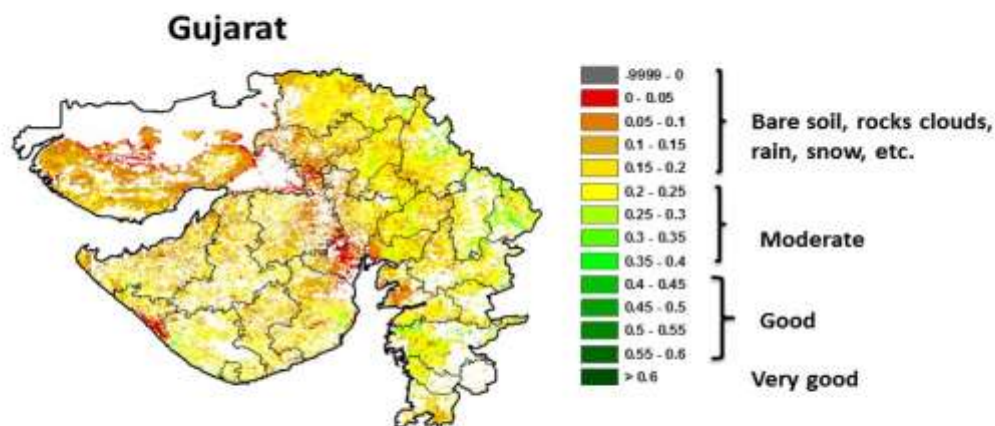 Gujarat
-9999 - 0
0 - 0.05
0.05 - 0.1
0.1 - 0.15
0.15 - 0.2
0.2 - 0.25
0.25 - 0.3
0.3 - 0.35
0.35 - 0.4
0.4 - 0.45
0.45 - 0.5
0.5 - 0.55
0.55 - 0.6
> 0.6
Bare soil, rocks clouds,
rain, snow, etc.
Moderate
Good
Very good